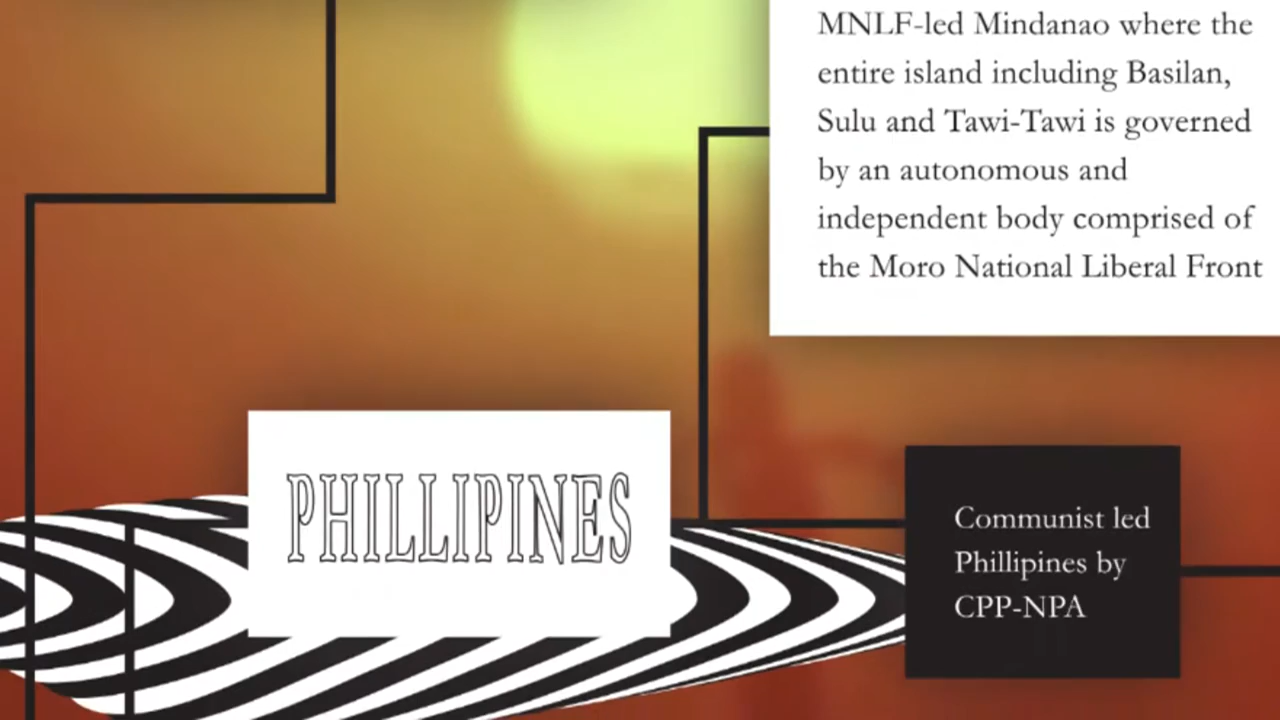 MNLF-led Mindanao where the
entire island including Basilan,
Sulu and Tawi-Tawi is governed
by an autonomous and
independent body comprised of
the Moro National Liberal Front
PHILLIPINES
Communist led
Phillipines by
CPP-NPA